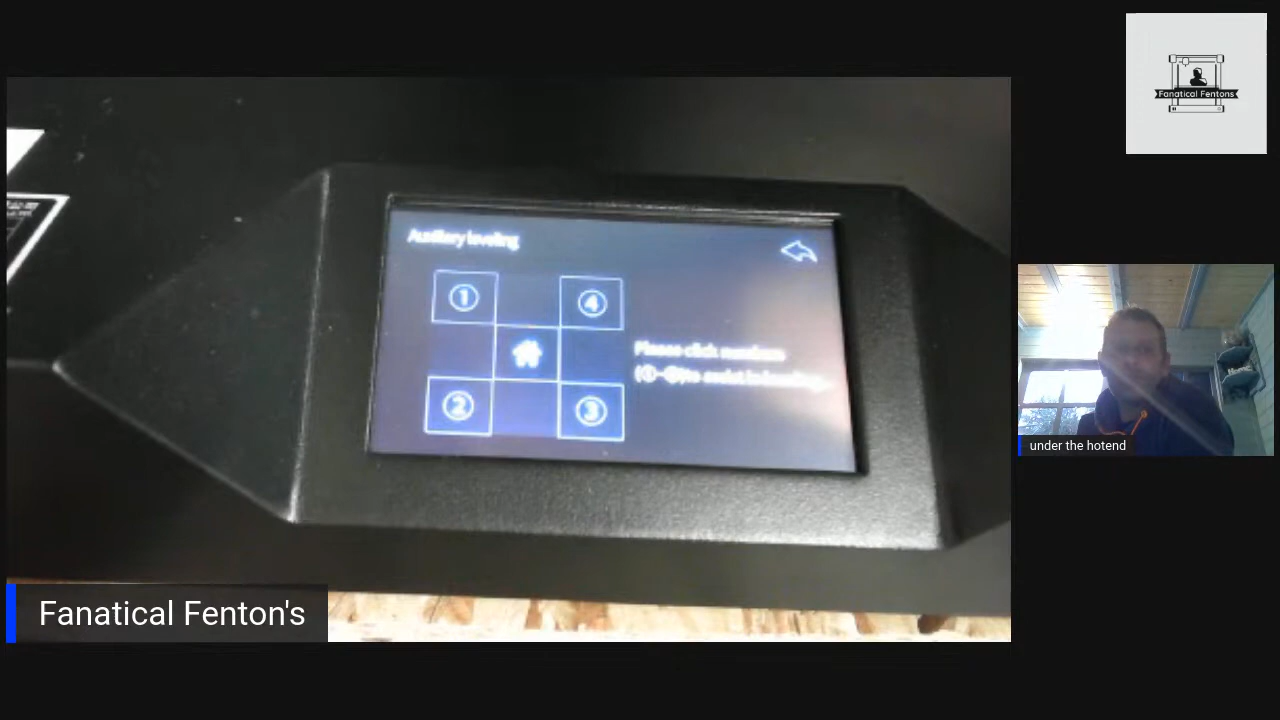 Fanatical Fentons
Auxiliary leveling
①
④
Please click numbers
②
③
under the hotend
Fanatical Fenton's